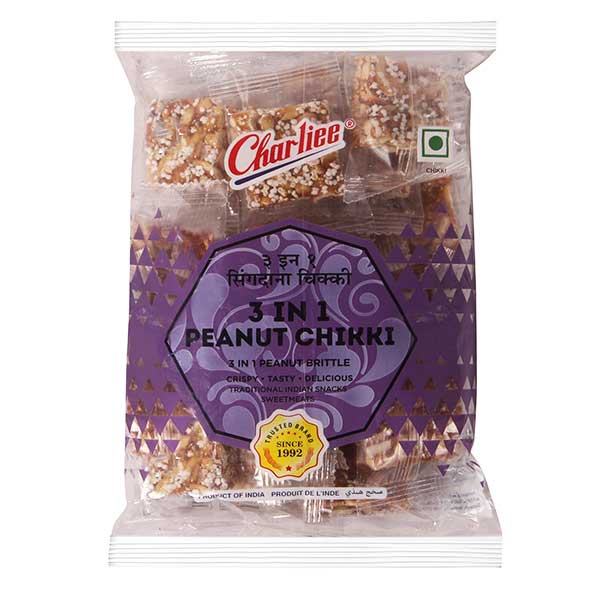 Charliee®
CHIKKI
३ इन १
सिंगदाना चिक्की
3 IN 1
PEANUT CHIKKI
3 IN 1 PEANUT BRITTLE
CRISPY • TASTY • DELICIOUS
TRADITIONAL INDIAN SNACKS
SWEETMEATS
TRUSTED BRAND
SINCE
1992
PRODUCT OF INDIA PRODUIT DE L'INDE